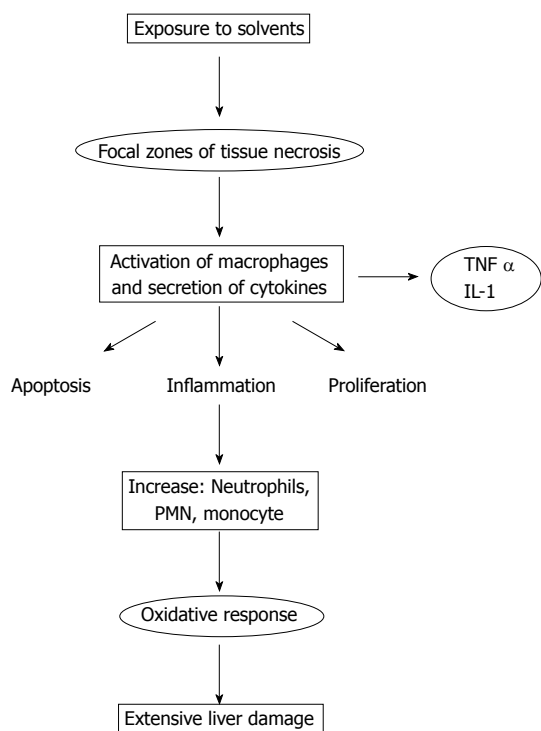 Exposure to solvents
Focal zones of tissue necrosis
Activation of macrophages
and secretion of cytokines
TNF α
IL-1
Apoptosis
Inflammation
Proliferation
Increase: Neutrophils,
PMN, monocyte
Oxidative response
Extensive liver damage